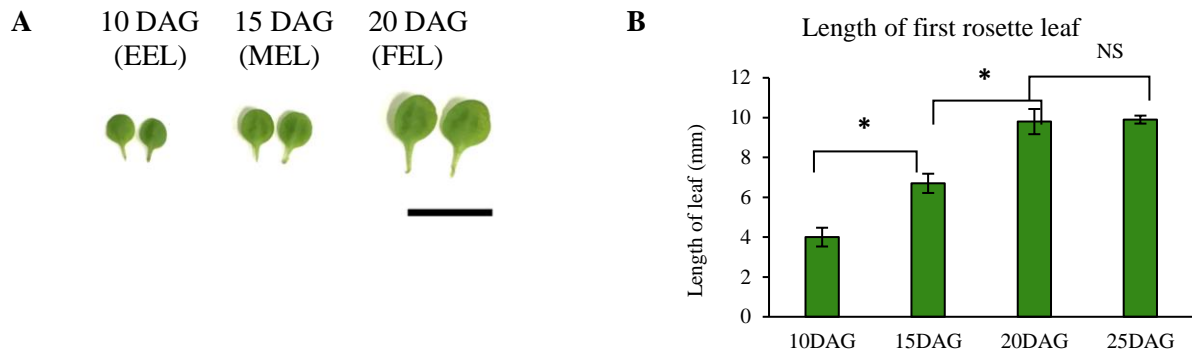 A
10 DAG 15 DAG 20 DAG
(EEL) (MEL) (FEL)
B
Length of first rosette leaf
NS
*
*
Length of leaf (mm)
12
10
8
6
4
2
0
10DAG 15DAG 20DAG 25DAG